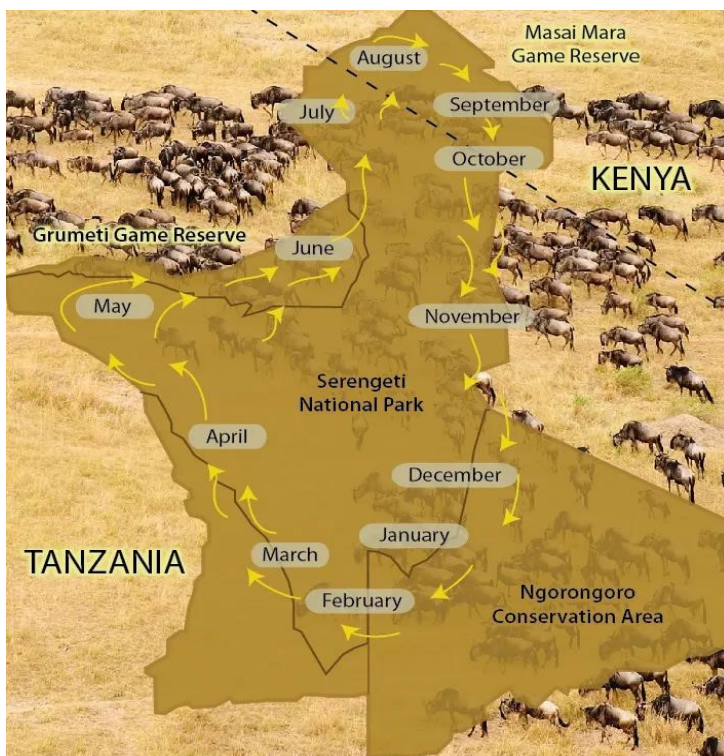 Masai Mara
Game Reserve
August
July
September
October
KENYA
Grumeti Game Reserve
June
May
November
Serengeti
National Park
April
December
January
TANZANIA
March
February
Ngorongoro
Conservation Area